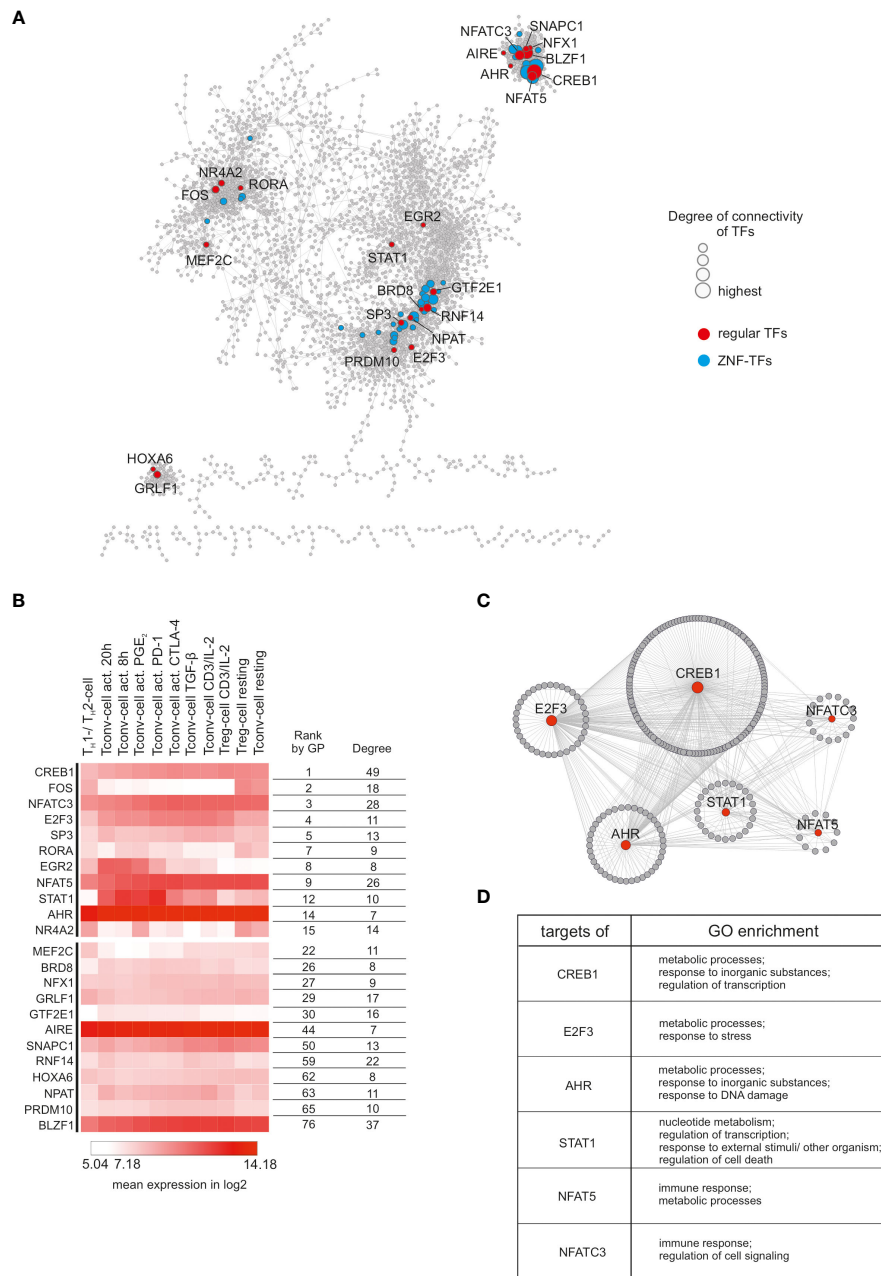 A
SNAPC1
NFATC3
NFX1
AIRE
BLZF1
AHR
CREB1
NFAT5
NR4A2
RORA
FOS
EGR2
MEF2C
STAT1
BRD8
GTF2E1
SP3
RNF14
NPAT
PRDM10
E2F3
HOXA6
GRLF1
Degree of connectivity
of TFs
highest
regular TFs
ZNF-TFs
B
TH1-/ TH2-cell
Tconv-cell act. 20h
Tconv-cell act. 8h
Tconv-cell act. PGE2
Tconv-cell act. PD-1
Tconv-cell act. CTLA-4
Tconv-cell TGF-β
Tconv-cell CD3/IL-2
Treg-cell CD3/IL-2
Treg-cell resting
Tconv-cell resting
Rank
by GP
Degree
CREB1 1 49
FOS 2 18
NFATC3 3 28
E2F3 4 11
SP3 5 13
RORA 7 9
EGR2 8 8
NFAT5 9 26
STAT1 12 10
AHR 14 7
NR4A2 15 14
MEF2C 22 11
BRD8 26 8
NFX1 27 9
GRLF1 29 17
GTF2E1 30 16
AIRE 44 7
SNAPC1 50 13
RNF14 59 22
HOXA6 62 8
NPAT 63 11
PRDM10 65 10
BLZF1 76 37
5.04 7.18 14.18
mean expression in log2
C
CREB1
E2F3
NFATC3
STAT1
NFAT5
AHR
D
targets of GO enrichment
CREB1
metabolic processes;
response to inorganic substances;
regulation of transcription
E2F3
metabolic processes;
response to stress
AHR
metabolic processes;
response to inorganic substances;
response to DNA damage
STAT1
nucleotide metabolism;
regulation of transcription;
response to external stimuli/ other organism;
regulation of cell death
NFAT5
immune response;
metabolic processes
NFATC3
immune response;
regulation of cell signaling